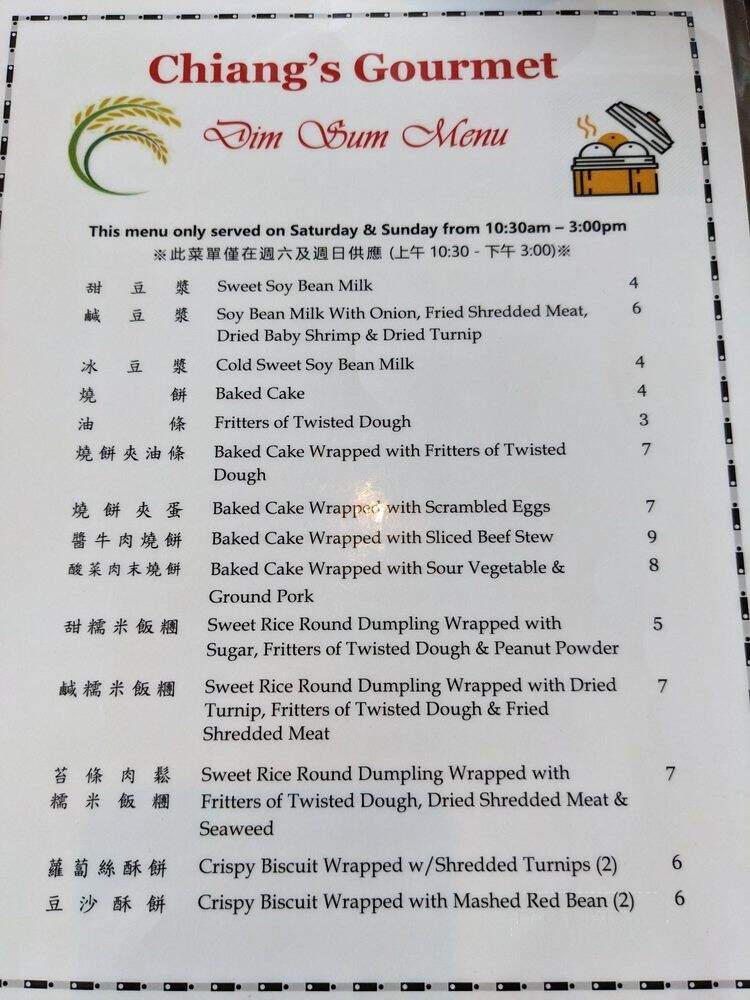 Chiang's Gourmet
Dim Sum Menu
This menu only served on Saturday & Sunday from 10:30am – 3:00pm
※此菜單僅在週六及週日供應 (上午 10:30 - 下午 3:00)※
甜豆漿 Sweet Soy Bean Milk 4
鹹豆漿 Soy Bean Milk With Onion, Fried Shredded Meat, 6
Dried Baby Shrimp & Dried Turnip
冰豆漿 Cold Sweet Soy Bean Milk 4
燒餅 Baked Cake 4
油條 Fritters of Twisted Dough 3
燒餅夾油條 Baked Cake Wrapped with Fritters of Twisted 7
Dough
燒餅夾蛋 Baked Cake Wrapped with Scrambled Eggs 7
醬牛肉燒餅 Baked Cake Wrapped with Sliced Beef Stew 9
酸菜肉末燒餅 Baked Cake Wrapped with Sour Vegetable & 8
Ground Pork
甜糯米飯糰 Sweet Rice Round Dumpling Wrapped with 5
Sugar, Fritters of Twisted Dough & Peanut Powder
鹹糯米飯糰 Sweet Rice Round Dumpling Wrapped with Dried 7
Turnip, Fritters of Twisted Dough & Fried
Shredded Meat
苔條肉鬆 Sweet Rice Round Dumpling Wrapped with 7
糯米飯糰 Fritters of Twisted Dough, Dried Shredded Meat &
Seaweed
蘿蔔絲酥餅 Crispy Biscuit Wrapped w/Shredded Turnips (2) 6
豆沙酥餅 Crispy Biscuit Wrapped with Mashed Red Bean (2) 6